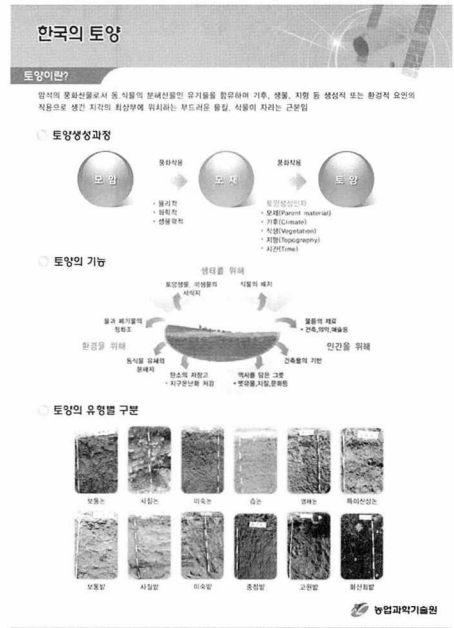 한국의 토양
토양이란?
암석의 풍화산물로서 동.식물의 분해산물인 유기물을 함유하며 기후, 생물, 지형 등 생성적 또는 환경적 요인의
작용으로 생긴 지각의 최상부에 위치하는 부드러운 물질, 식물이 자라는 근본임
토양생성과정
풍화작용 풍화작용
모암 모재 토양
· 물리적
· 화학적
· 생물학적
토양생성인자
· 모재(Parent material)
· 기후(Climate)
· 식생(Vegetation)
· 지형(Topography)
· 시간(Time)
토양의 기능
생태를 위해
토양생물, 미생물의
서식지
식물의 배지
물과 폐기물의
정화조
물품의 재료
· 건축,의약,예술품
환경을 위해 인간을 위해
동식물 유체의
분해자
건축물의 기반
탄소의 저장고
· 지구온난화 저감
역사를 담은 그릇
· 옛유물,지질,문화등
토양의 유형별 구분
보통논 사질논 미숙논 습논 염해논 특이산성논
보통밭 사질밭 미숙밭 중점밭 고원밭 화산회밭
농업과학기술원